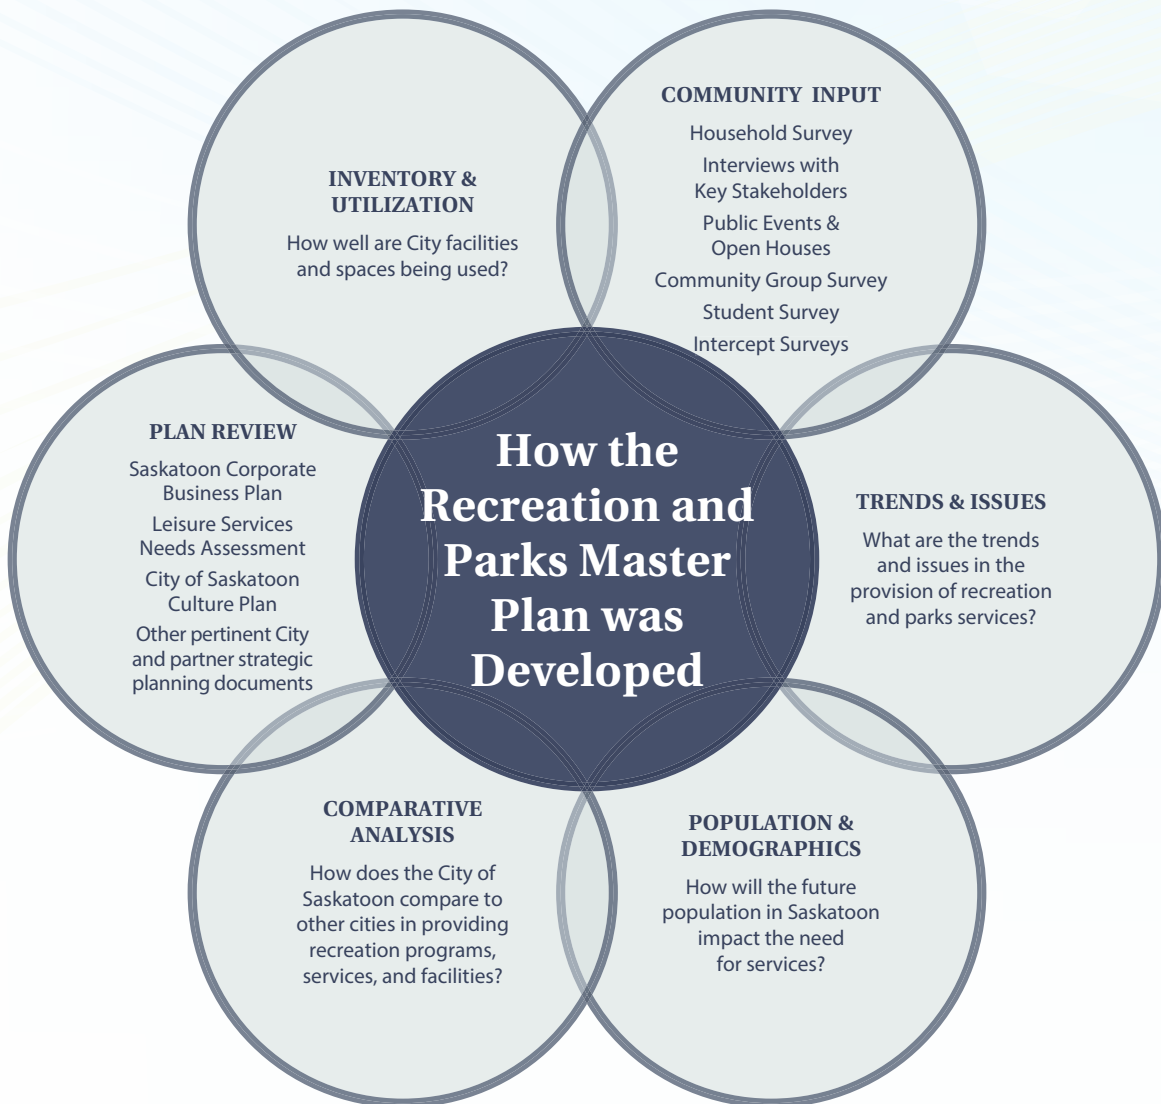 COMMUNITY INPUT
Household Survey
Interviews with
Key Stakeholders
Public Events &
Open Houses
Community Group Survey
Student Survey
Intercept Surveys
INVENTORY &
UTILIZATION
How well are City facilities
and spaces being used?
PLAN REVIEW
Saskatoon Corporate
Business Plan
Leisure Services
Needs Assessment
City of Saskatoon
Culture Plan
Other pertinent City
and partner strategic
planning documents
How the
Recreation and
Parks Master
Plan was
Developed
TRENDS & ISSUES
What are the trends
and issues in the
provision of recreation
and parks services?
COMPARATIVE
ANALYSIS
How does the City of
Saskatoon compare to
other cities in providing
recreation programs,
services, and facilities?
POPULATION &
DEMOGRAPHICS
How will the future
population in Saskatoon
impact the need
for services?